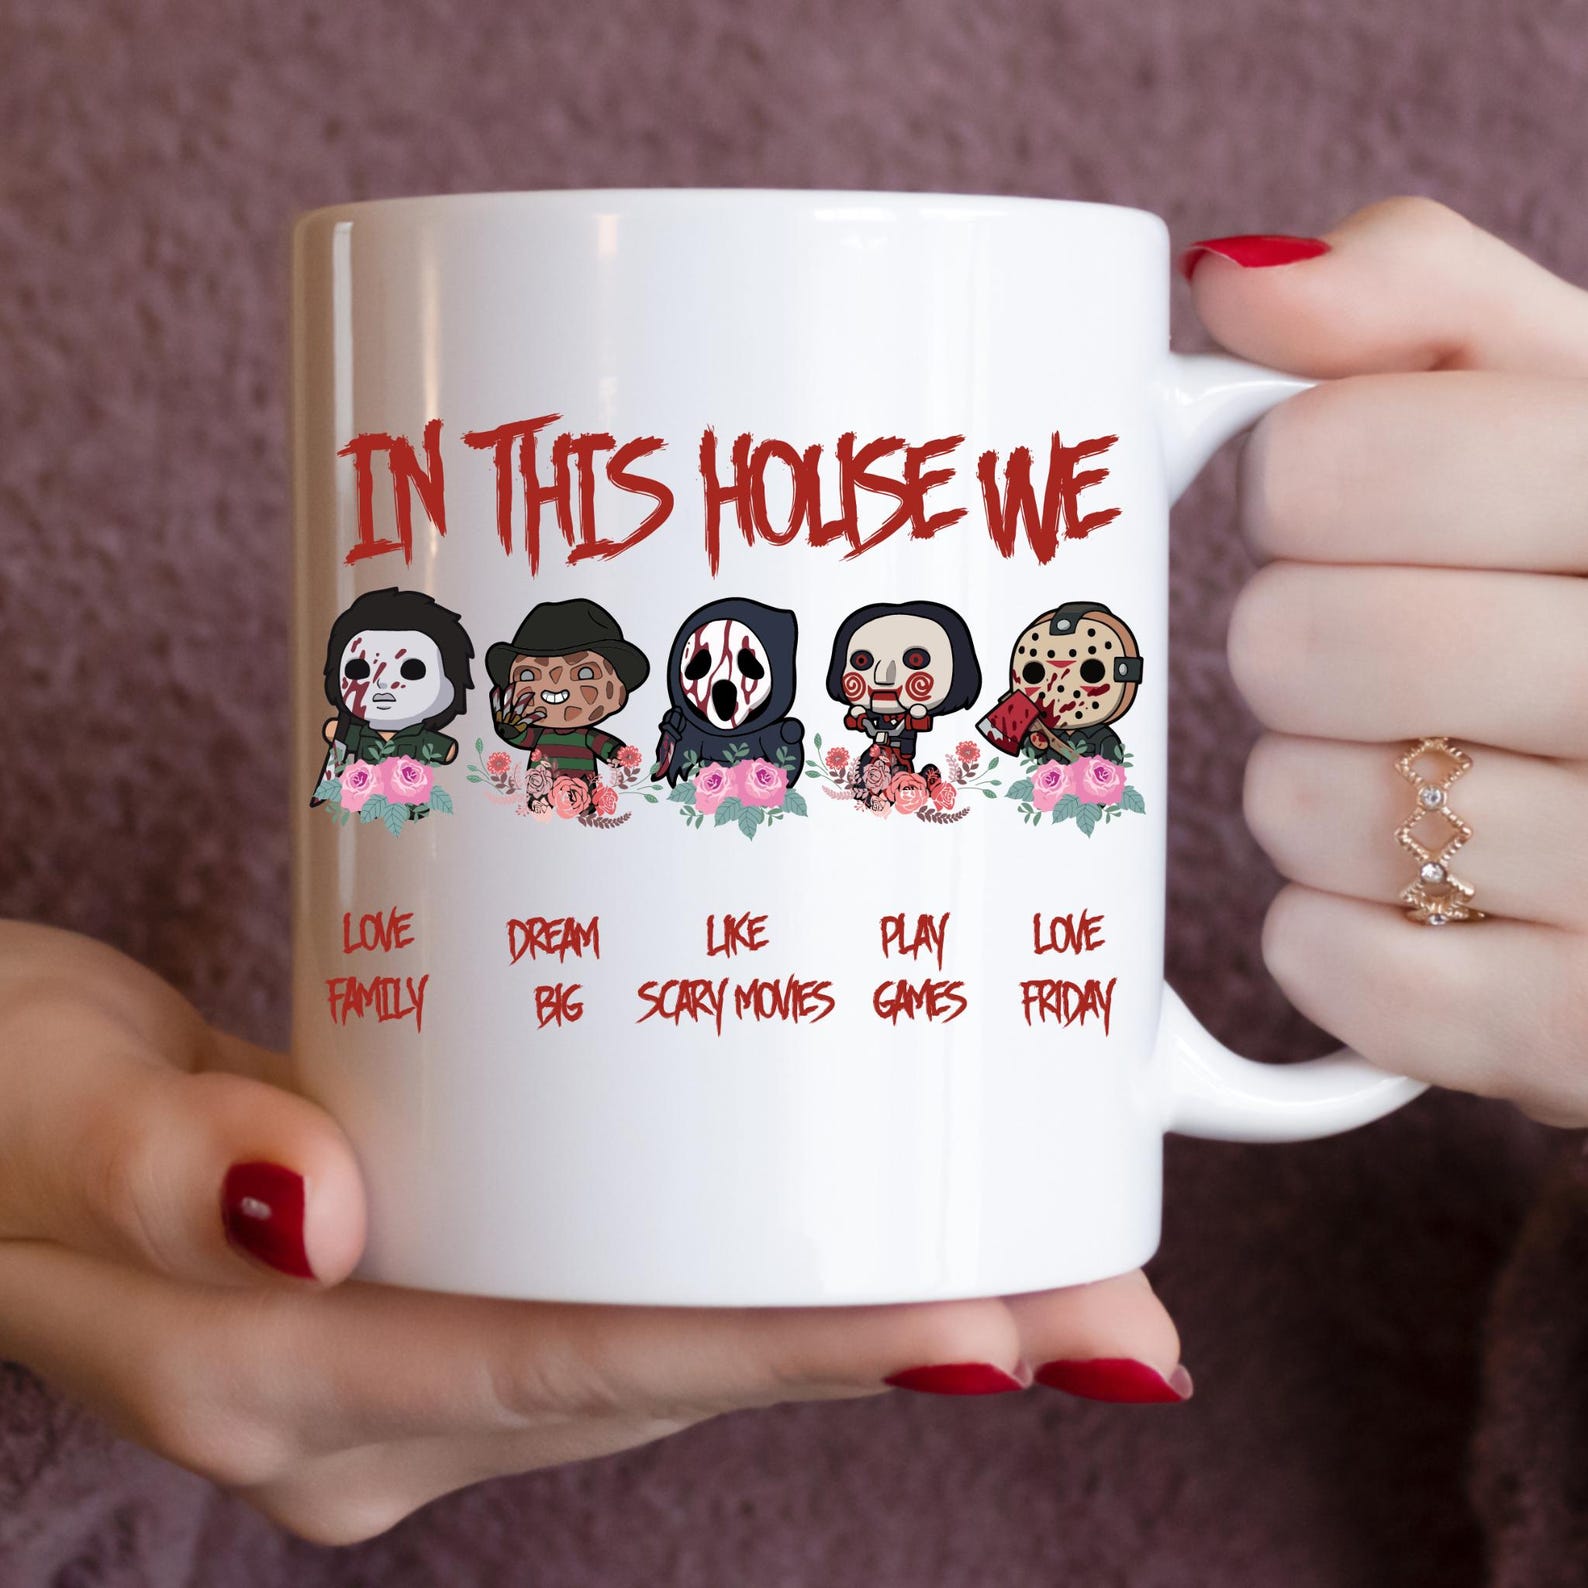 IN THIS HOUSE WE
LOVE FAMILY
DREAM BIG
LIKE SCARY MOVIES
PLAY GAMES
LOVE FRIDAY